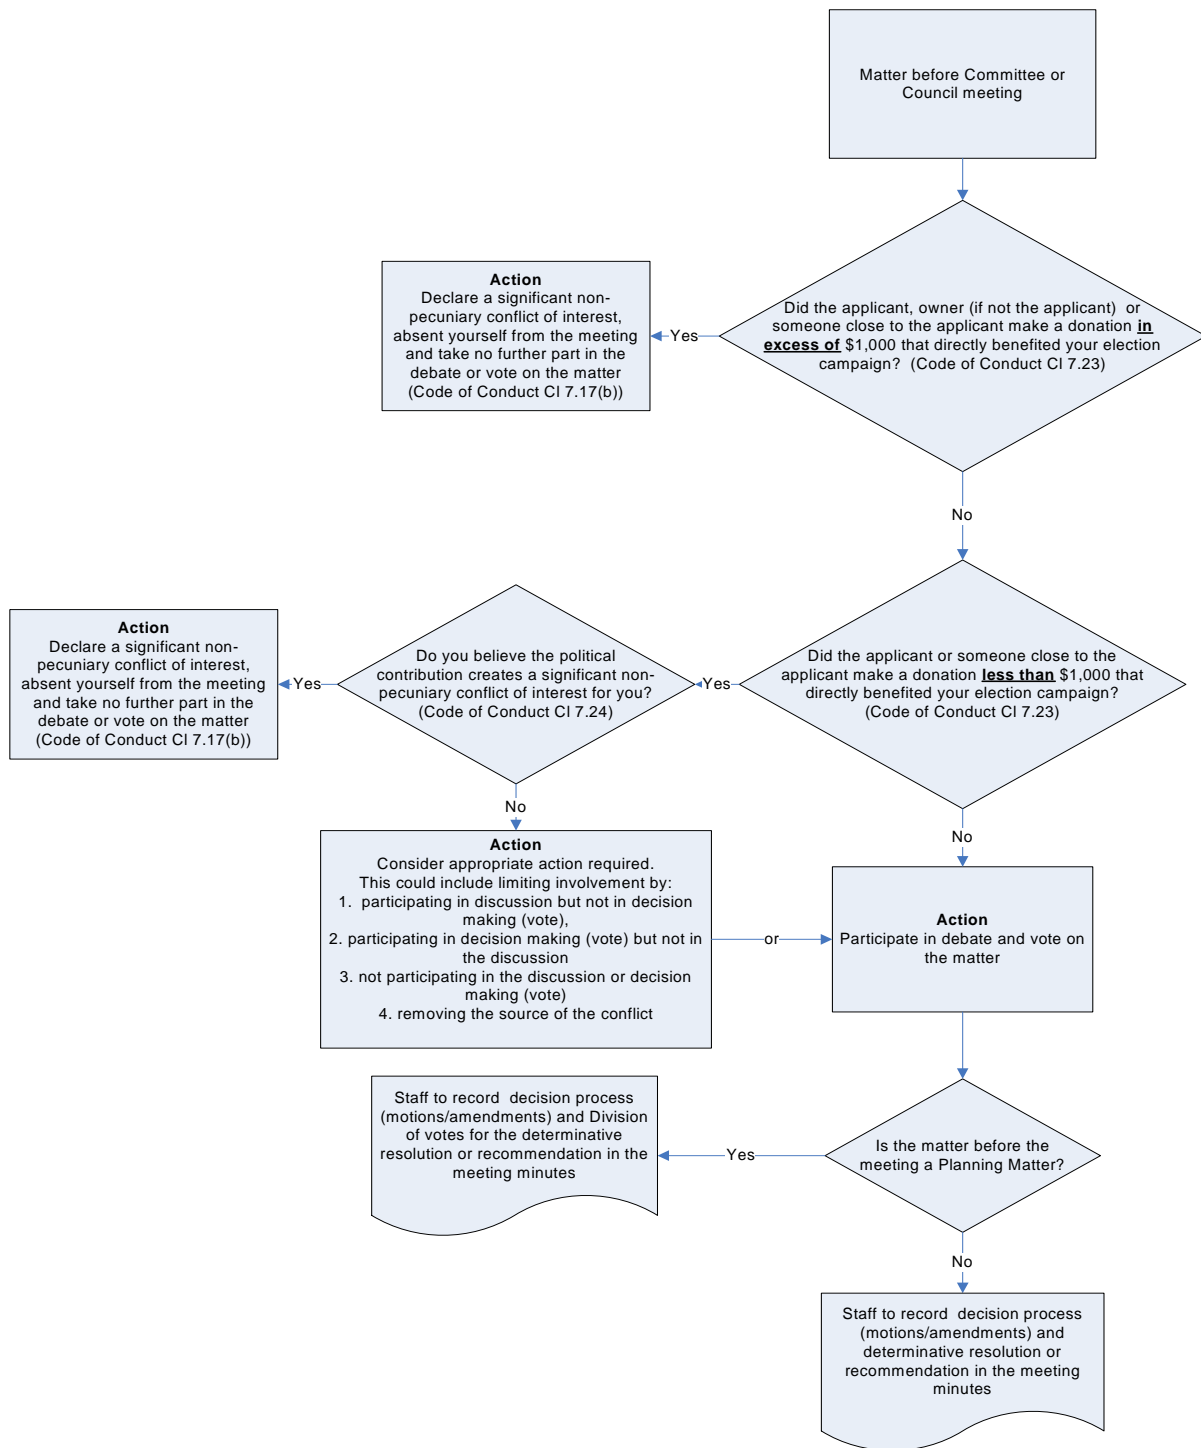 Matter before Committee or
Council meeting
Did the applicant, owner (if not the applicant)  or
someone close to the applicant make a donation in
excess of $1,000 that directly benefited your election
campaign?  (Code of Conduct Cl 7.23)
Yes
Action
Declare a significant non-
pecuniary conflict of interest,
absent yourself from the meeting
and take no further part in the
debate or vote on the matter
(Code of Conduct Cl 7.17(b))
No
Did the applicant or someone close to the
applicant make a donation less than $1,000 that
directly benefited your election campaign?
(Code of Conduct Cl 7.23)
Yes
Do you believe the political
contribution creates a significant non-
pecuniary conflict of interest for you?
(Code of Conduct Cl 7.24)
Yes
Action
Declare a significant non-
pecuniary conflict of interest,
absent yourself from the meeting
and take no further part in the
debate or vote on the matter
(Code of Conduct Cl 7.17(b))
No
Action
Consider appropriate action required.
This could include limiting involvement by:
1.  participating in discussion but not in decision
making (vote),
2. participating in decision making (vote) but not in
the discussion
3. not participating in the discussion or decision
making (vote)
4. removing the source of the conflict
or
No
Action
Participate in debate and vote on
the matter
Is the matter before the
meeting a Planning Matter?
Yes
Staff to record  decision process
(motions/amendments) and Division
of votes for the determinative
resolution or recommendation in the
meeting minutes
No
Staff to record  decision process
(motions/amendments) and
determinative resolution or
recommendation in the meeting
minutes